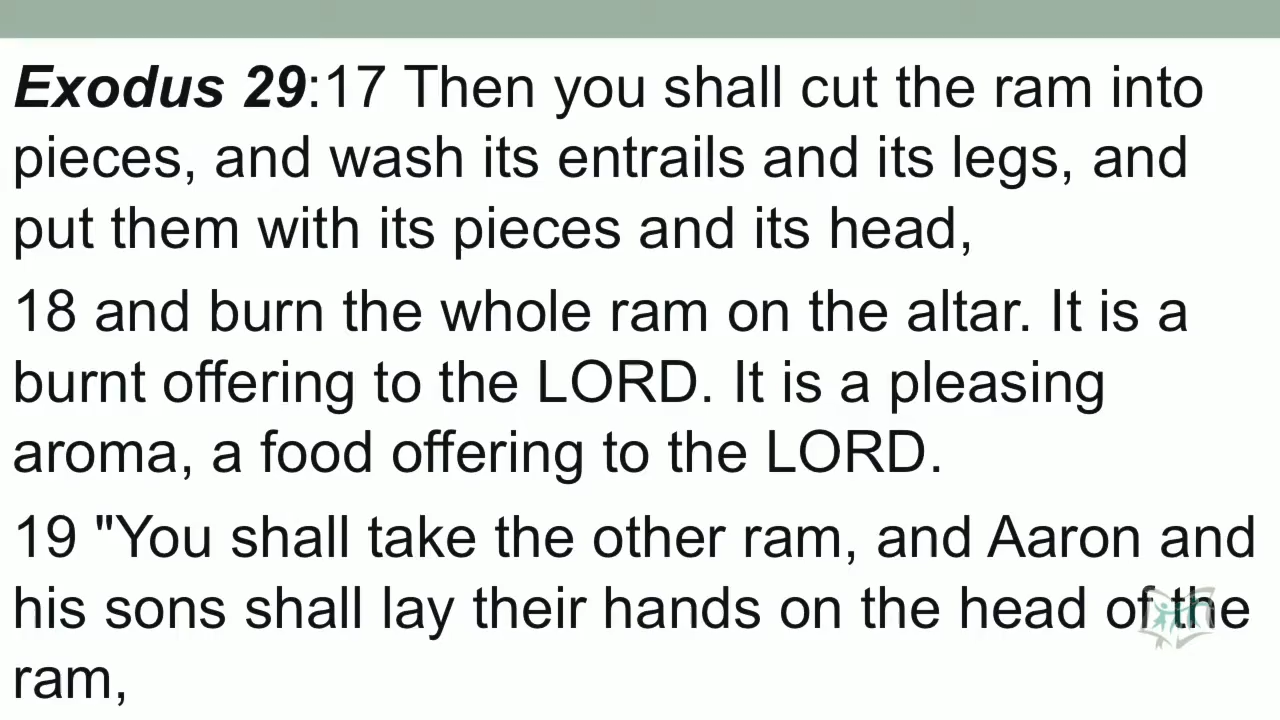 Exodus 29:17 Then you shall cut the ram into
pieces, and wash its entrails and its legs, and
put them with its pieces and its head,
18 and burn the whole ram on the altar. It is a
burnt offering to the LORD. It is a pleasing
aroma, a food offering to the LORD.
19 "You shall take the other ram, and Aaron and
his sons shall lay their hands on the head of the
ram,